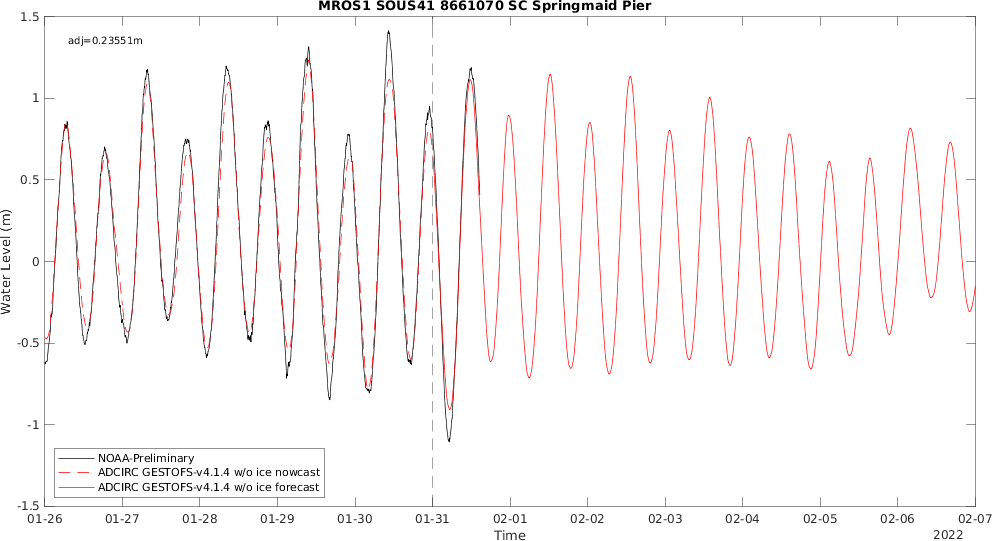 MROS1 SOUS41 8661070 SC Springmaid Pier
adj=0.23551m
1.5
1
0.5
0
-0.5
-1
-1.5
Water Level (m)
NOAA-Preliminary
ADCIRC GESTOFS-v4.1.4 w/o ice nowcast
ADCIRC GESTOFS-v4.1.4 w/o ice forecast
01-26 01-27 01-28 01-29 01-30 01-31 02-01 02-02 02-03 02-04 02-05 02-06 02-07
Time
2022